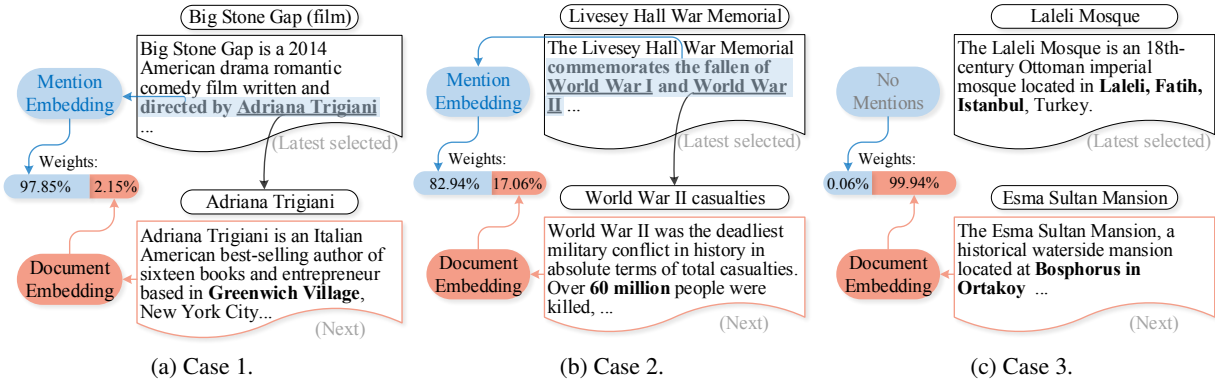 Big Stone Gap (film)
Big Stone Gap is a 2014
American drama romantic
comedy film written and
directed by Adriana Trigiani
...
(Latest selected)
Mention
Embedding
Weights:
97.85% 2.15%
Adriana Trigiani
Document
Embedding
Adriana Trigiani is an Italian
American best-selling author of
sixteen books and entrepreneur
based in Greenwich Village,
New York City...
(Next)
(a) Case 1.
Livesey Hall War Memorial
The Livesey Hall War Memorial
commemorates the fallen of
World War I and World War
II ...
(Latest selected)
Mention
Embedding
Weights:
82.94% 17.06%
World War II casualties
Document
Embedding
World War II was the deadliest
military conflict in history in
absolute terms of total casualties.
Over 60 million people were
killed, ...
(Next)
(b) Case 2.
Laleli Mosque
The Laleli Mosque is an 18th-
century Ottoman imperial
mosque located in Laleli, Fatih,
Istanbul, Turkey.
(Latest selected)
No
Mentions
Weights:
0.06% 99.94%
Esma Sultan Mansion
Document
Embedding
The Esma Sultan Mansion, a
historical waterside mansion
located at Bosphorus in
Ortakoy ...
(Next)
(c) Case 3.